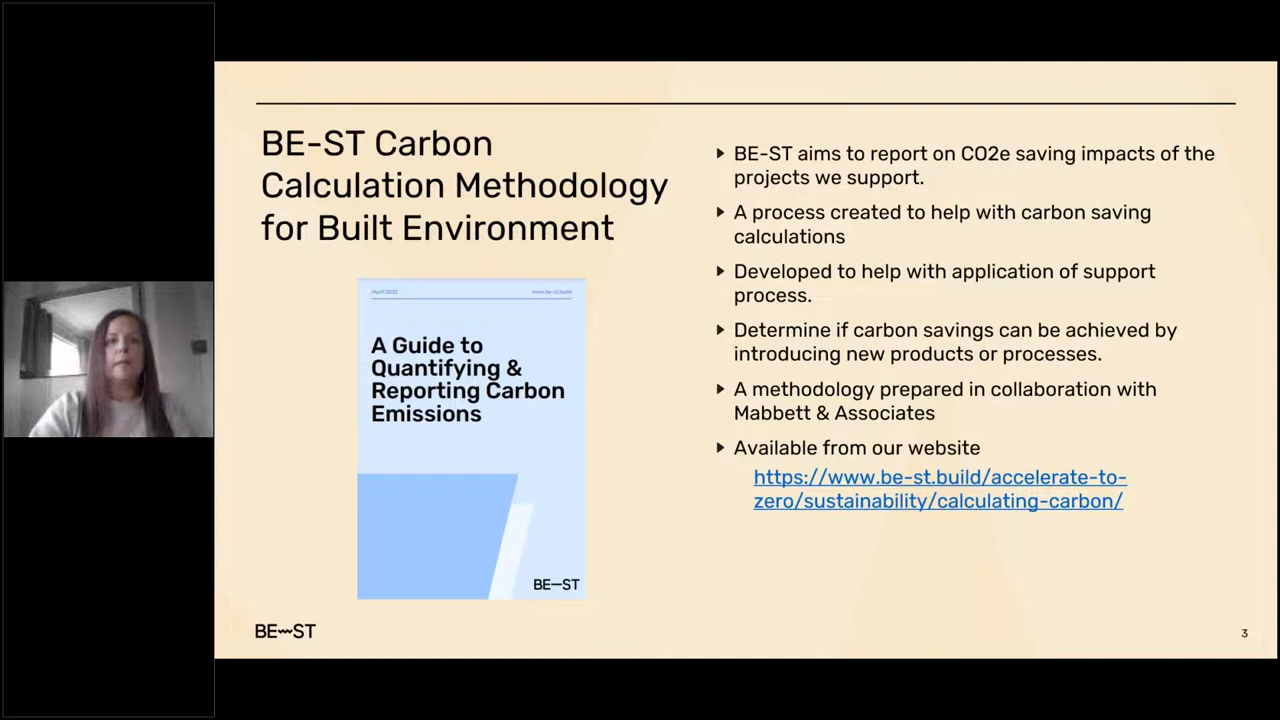 BE-ST Carbon
Calculation Methodology
for Built Environment
April 2022
www.be-st.build
A Guide to
Quantifying &
Reporting Carbon
Emissions
BE—ST
▶ BE-ST aims to report on CO2e saving impacts of the
projects we support.
▶ A process created to help with carbon saving
calculations
▶ Developed to help with application of support
process.
▶ Determine if carbon savings can be achieved by
introducing new products or processes.
▶ A methodology prepared in collaboration with
Mabbett & Associates
▶ Available from our website
https://www.be-st.build/accelerate-to-
zero/sustainability/calculating-carbon/
BE~ST
3